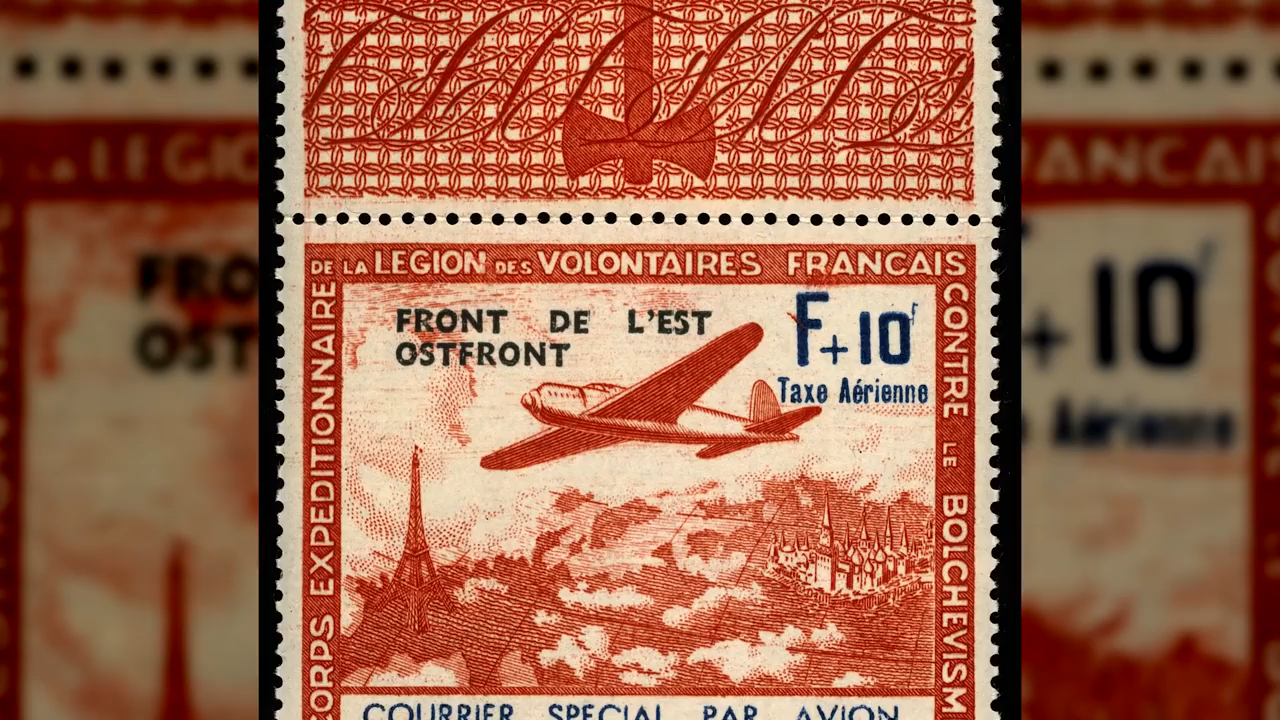 DE LA LEGION DES VOLONTAIRES FRANCAIS
CORPS EXPEDITIONNAIRE
CONTRE LE BOLCHEVISM
FRONT DE L'EST
OSTFRONT
F+10f
Taxe Aérienne
COURRIER SPECIAL PAR AVION